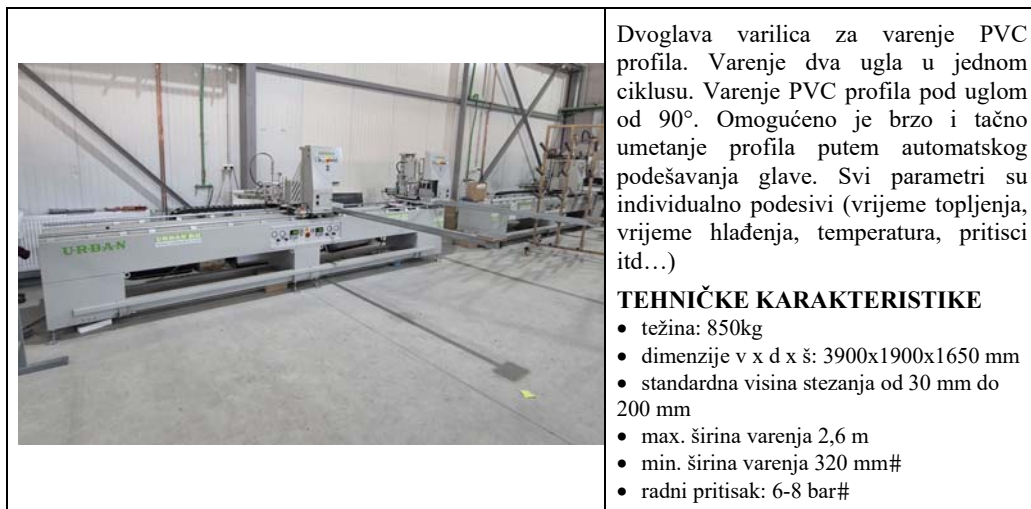 URBAN
Dvoglava varilica za varenje PVC
profila. Varenje dva ugla u jednom
ciklusu. Varenje PVC profila pod uglom
od 90°. Omogućeno je brzo i tačno
umetanje profila putem automatskog
podešavanja glave. Svi parametri su
individualno podesivi (vrijeme topljenja,
vrijeme hlađenja, temperatura, pritisci
itd…)
TEHNIČKE KARAKTERISTIKE
• težina: 850kg
• dimenzije v x d x š: 3900x1900x1650 mm
• standardna visina stezanja od 30 mm do
200 mm
• max. širina varenja 2,6 m
• min. širina varenja 320 mm#
• radni pritisak: 6-8 bar#